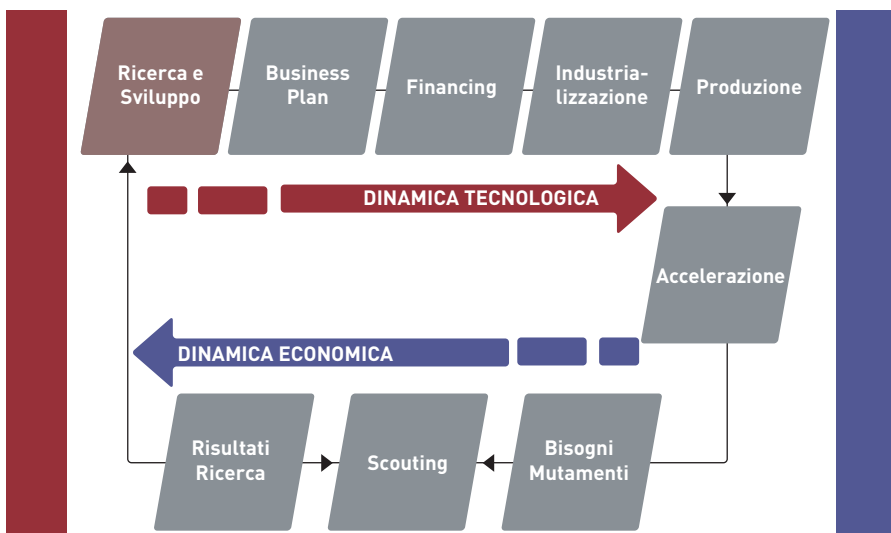 Ricerca e
Sviluppo
Business
Plan
Financing
Industria-
lizzazione
Produzione
DINAMICA TECNOLOGICA
Accelerazione
DINAMICA ECONOMICA
Risultati
Ricerca
Scouting
Bisogni
Mutamenti